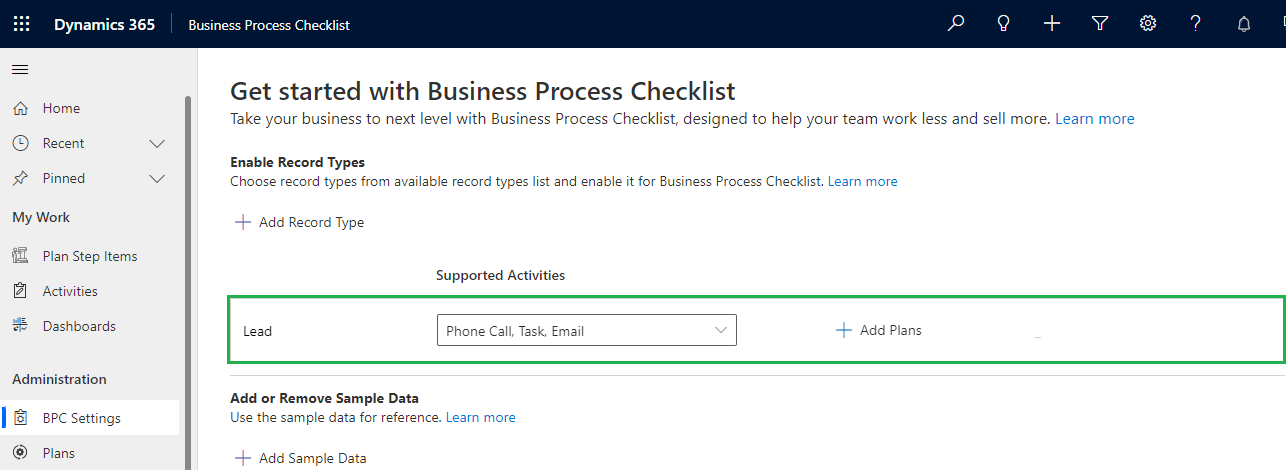 Dynamics 365 Business Process Checklist
Home
Recent
Pinned
My Work
Plan Step Items
Activities
Dashboards
Administration
BPC Settings
Plans
Get started with Business Process Checklist
Take your business to next level with Business Process Checklist, designed to help your team work less and sell more. Learn more
Enable Record Types
Choose record types from available record types list and enable it for Business Process Checklist. Learn more
Add Record Type
Supported Activities
Lead Phone Call, Task, Email Add Plans
Add or Remove Sample Data
Use the sample data for reference. Learn more
Add Sample Data